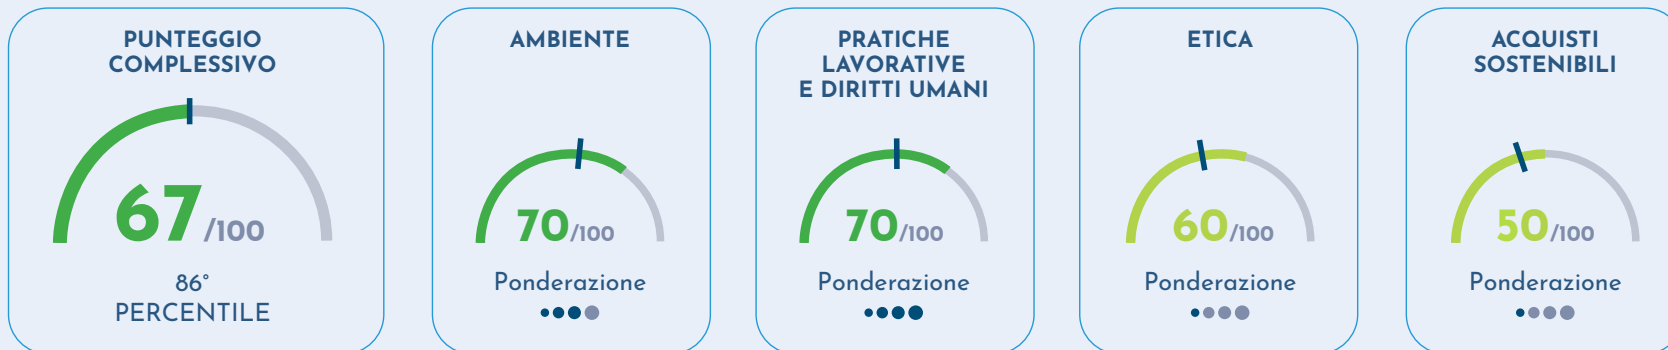 PUNTEGGIO
COMPLESSIVO
67/100
86°
PERCENTILE
AMBIENTE
70/100
Ponderazione
PRATICHE
LAVORATIVE
E DIRITTI UMANI
70/100
Ponderazione
ETICA
60/100
Ponderazione
ACQUISTI
SOSTENIBILI
50/100
Ponderazione